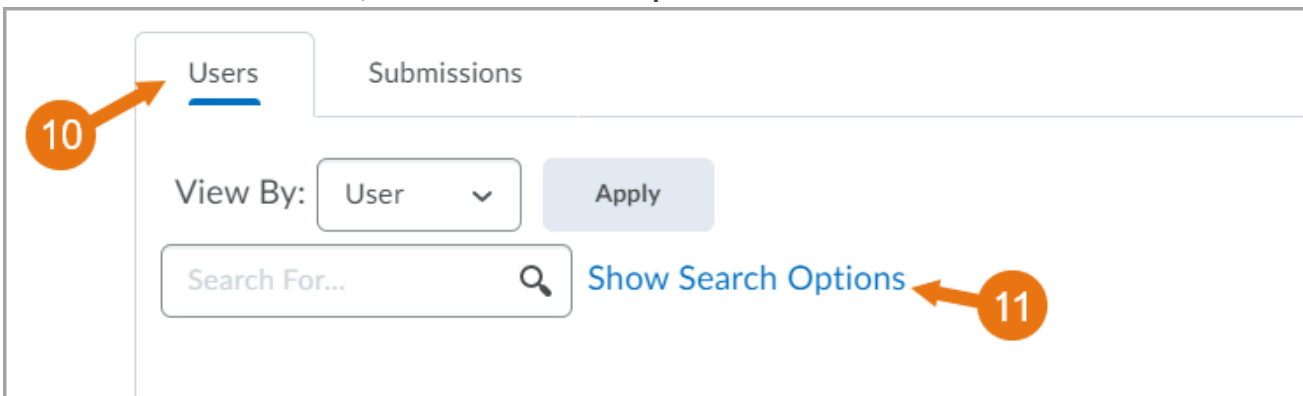 Users Submissions
10
View By: User Apply
Search For... Show Search Options
11